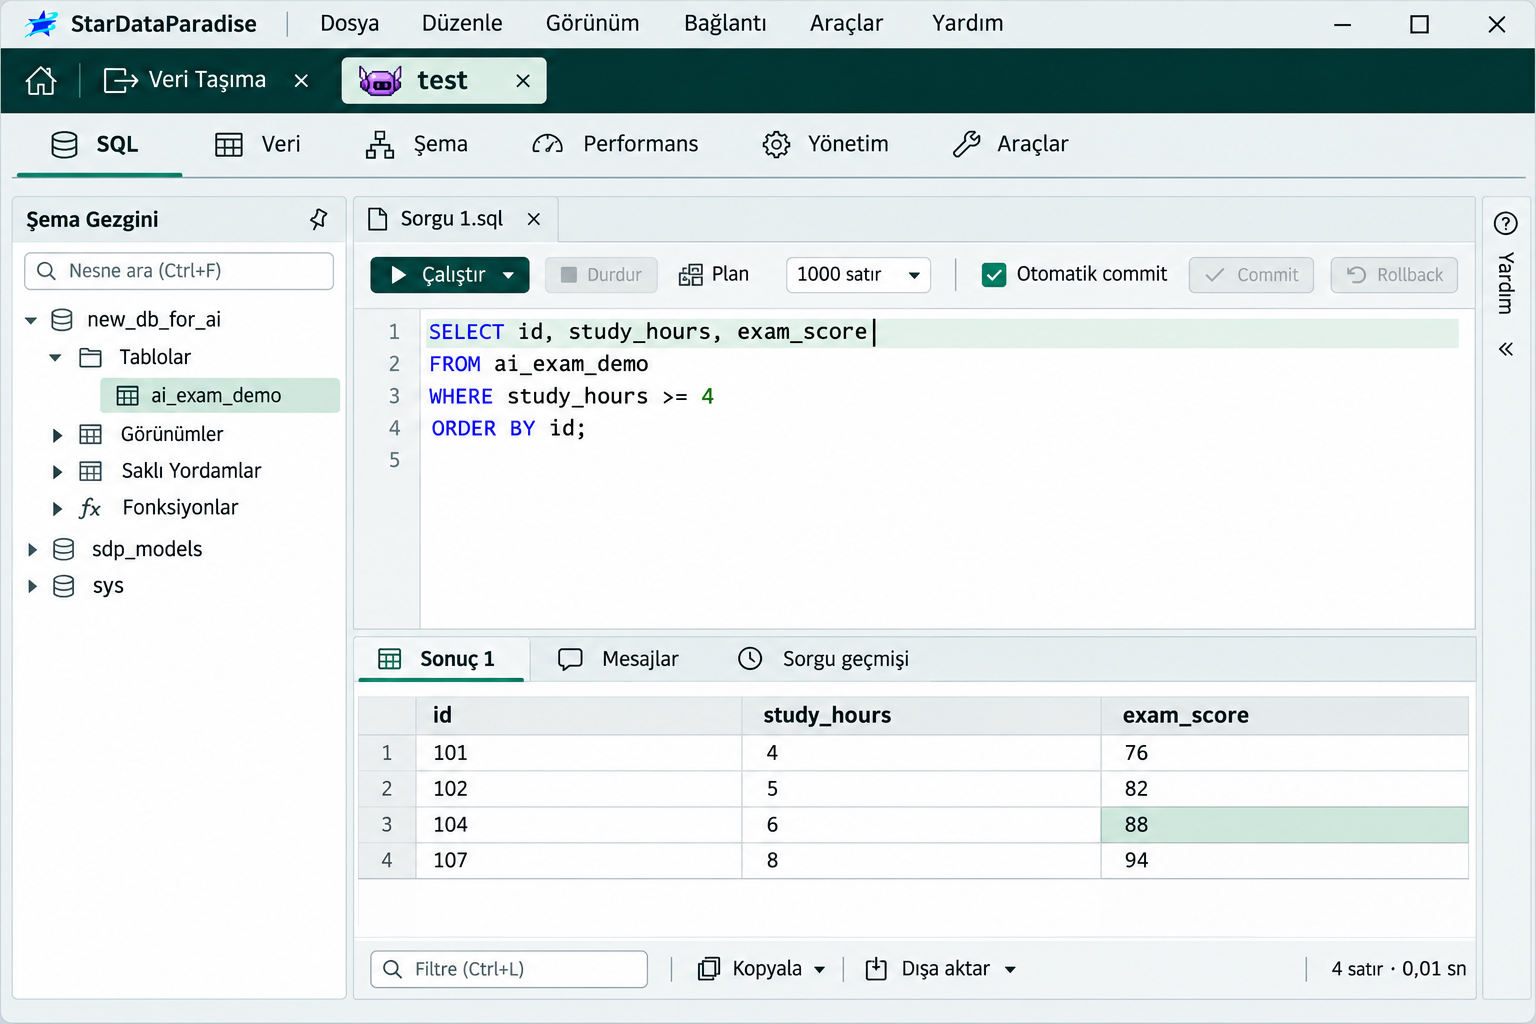 StarDataParadise Dosya Düzenle Görünüm Bağlantı Araçlar Yardım
Veri Taşıma test
SQL Veri Şema Performans Yönetim Araçlar
Şema Gezgini
Nesne ara (Ctrl+F)
new_db_for_ai
Tablolar
ai_exam_demo
Görünümler
Saklı Yordamlar
fx Fonksiyonlar
sdp_models
sys
Sorgu 1.sql
Çalıştır Durdur Plan 1000 satır Otomatik commit Commit Rollback
1 SELECT id, study_hours, exam_score
2 FROM ai_exam_demo
3 WHERE study_hours >= 4
4 ORDER BY id;
5
Sonuç 1 Mesajlar Sorgu geçmişi
id study_hours exam_score
1 101 4 76
2 102 5 82
3 104 6 88
4 107 8 94
Filtre (Ctrl+L) Kopyala Dışa aktar 4 satır · 0,01 sn
? Yardım